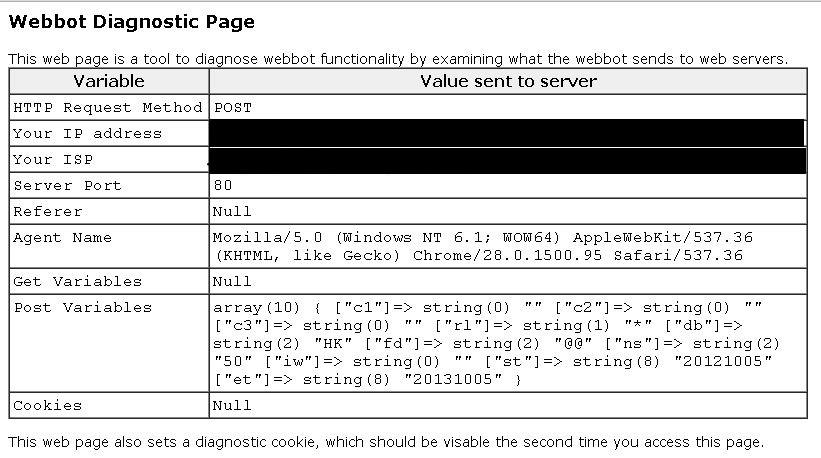 Webbot Diagnostic Page
This web page is a tool to diagnose webbot functionality by examining what the webbot sends to web servers.
Variable Value sent to server
HTTP Request Method POST
Your IP address
Your ISP
Server Port 80
Referer Null
Agent Name Mozilla/5.0 (Windows NT 6.1; WOW64) AppleWebKit/537.36
(KHTML, like Gecko) Chrome/28.0.1500.95 Safari/537.36
Get Variables Null
Post Variables array(10) { ["c1"]=> string(0) "" ["c2"]=> string(0) ""
["c3"]=> string(0) "" ["rl"]=> string(1) "*" ["db"]=>
string(2) "HK" ["fd"]=> string(2) "@@" ["ns"]=> string(2)
"50" ["iw"]=> string(0) "" ["st"]=> string(8) "20121005"
["et"]=> string(8) "20131005" }
Cookies Null
This web page also sets a diagnostic cookie, which should be visable the second time you access this page.